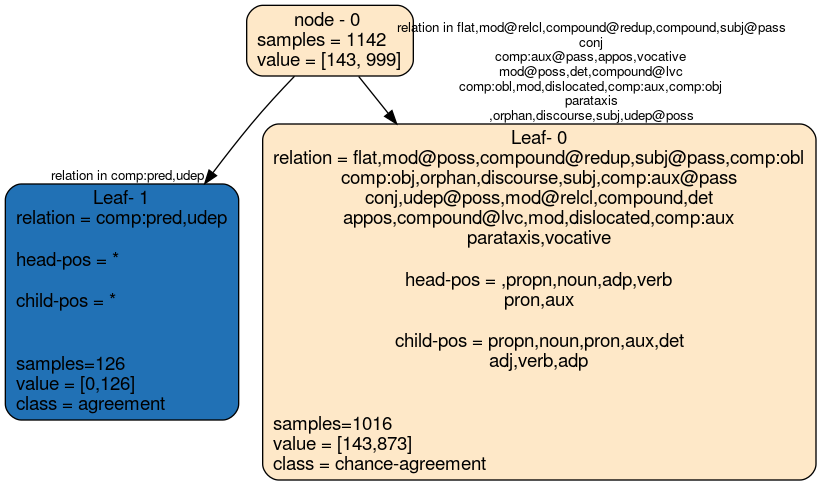 node - 0
samples = 1142
value = [143, 999]
relation in flat,mod@relcl,compound@redup,compound,subj@pass
conj
comp:aux@pass,appos,vocative
mod@poss,det,compound@lvc
comp:obl,mod,dislocated,comp:aux,comp:obj
parataxis
,orphan,discourse,subj,udep@poss
relation in comp:pred,udep
Leaf- 1
relation = comp:pred,udep
head-pos = *
child-pos = *
samples=126
value = [0,126]
class = agreement
Leaf- 0
relation = flat,mod@poss,compound@redup,subj@pass,comp:obl
comp:obj,orphan,discourse,subj,comp:aux@pass
conj,udep@poss,mod@relcl,compound,det
appos,compound@lvc,mod,dislocated,comp:aux
parataxis,vocative
head-pos = ,propn,noun,adp,verb
pron,aux
child-pos = propn,noun,pron,aux,det
adj,verb,adp
samples=1016
value = [143,873]
class = chance-agreement